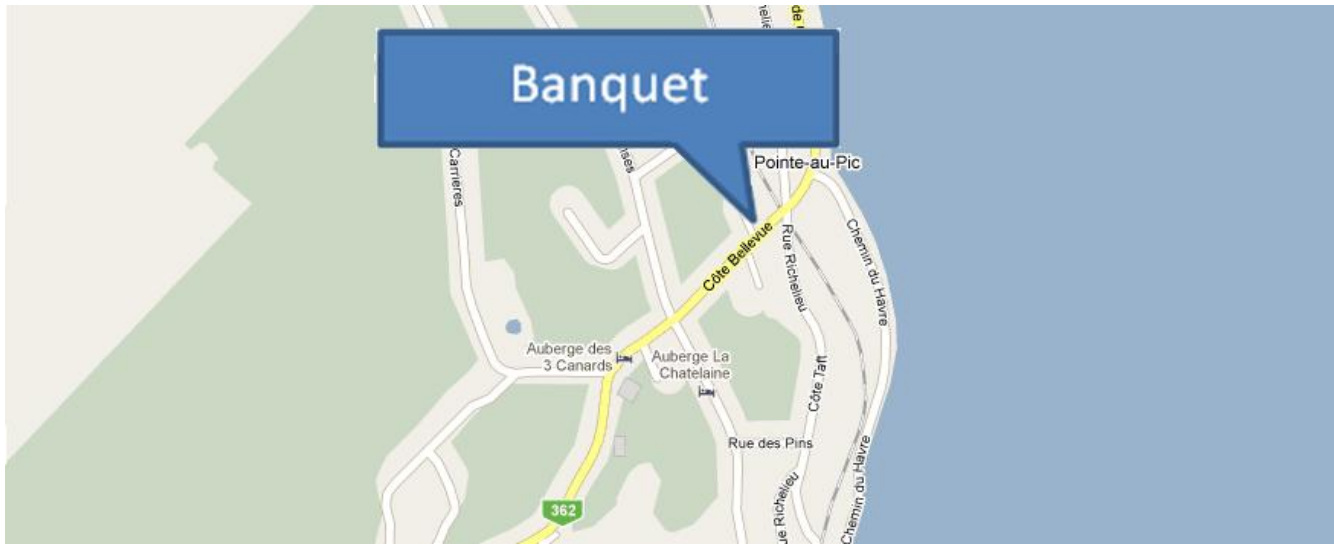 Banquet
Pointe-au-Pic
Carrieres
Côte Bellevue
Rue Richelieu
Chemin du Havre
Auberge des
3 Canards
Auberge La
Chatelaine
Côte Taft
Rue des Pins
Richelieu
Chemin du Havre
362